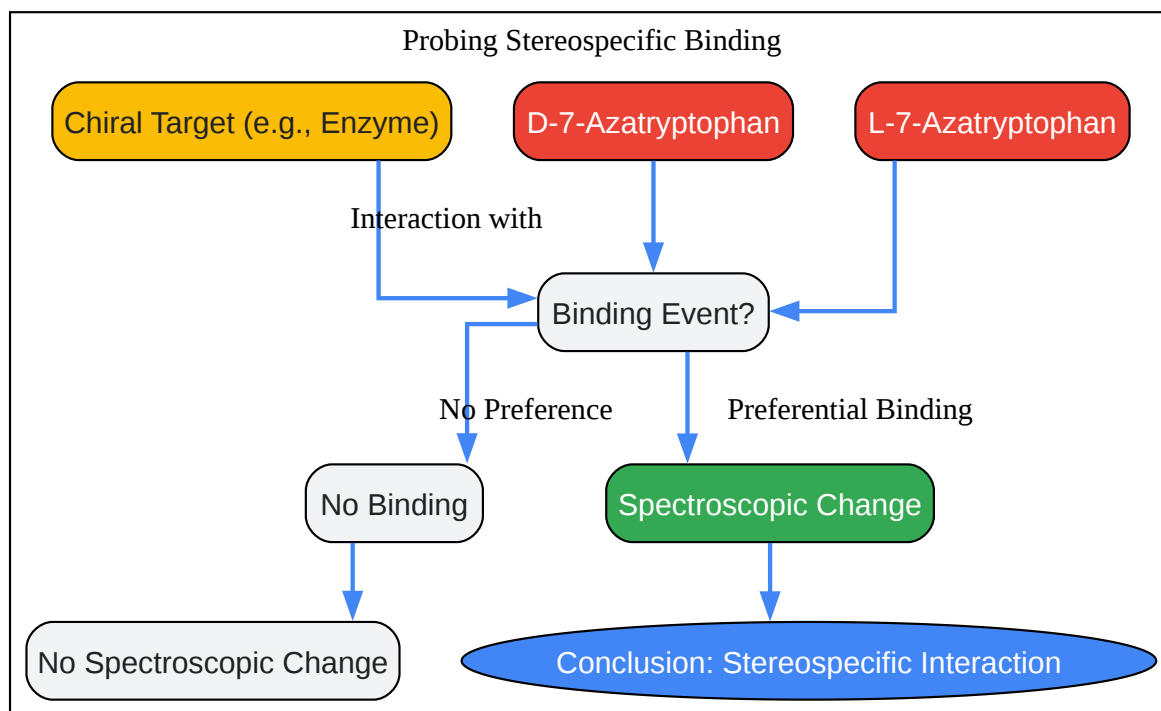 Probing Stereospecific Binding
Chiral Target (e.g., Enzyme)
D-7-Azatryptophan
L-7-Azatryptophan
Interaction with
Binding Event?
No Preference
Preferential Binding
No Binding
Spectroscopic Change
No Spectroscopic Change
Conclusion: Stereospecific Interaction